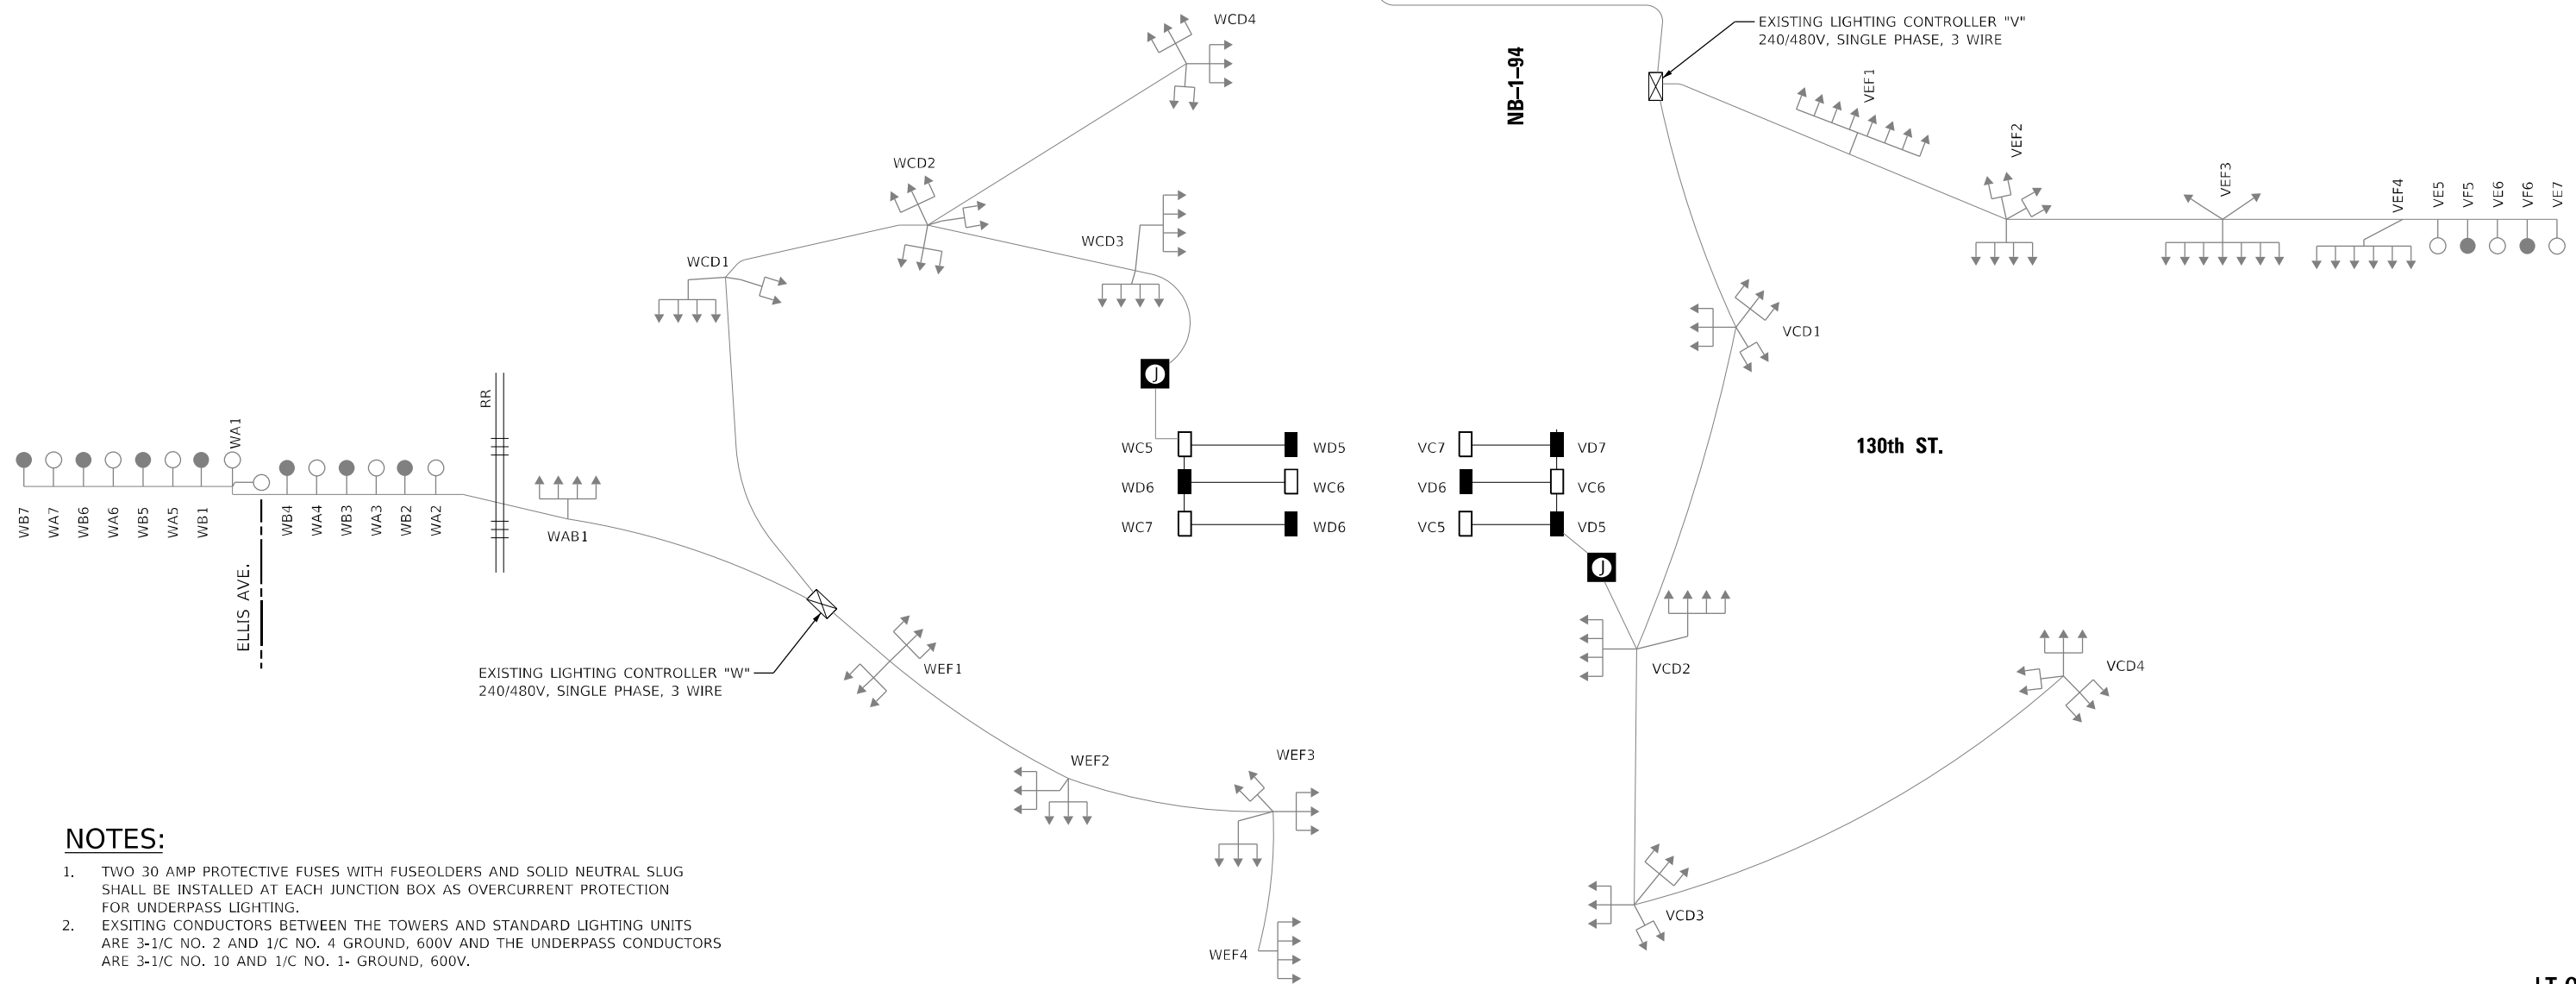 WCD4
EXISTING LIGHTING CONTROLLER "V"
240/480V, SINGLE PHASE, 3 WIRE
NB-1-94
VEF1
VEF2
VEF3
VEF4
VE5
VF5
VE6
VF6
VE7
WCD2
WCD3
WCD1
VCD1
J
RR
WA1
WC5
WD5
WD6
WC6
WC7
WD6
VC7
VD7
VD6
VC6
VC5
VD5
130th ST.
WB7
WA7
WB6
WA6
WB5
WA5
WB1
WB4
WA4
WB3
WA3
WB2
WA2
WAB1
ELLIS AVE.
J
EXISTING LIGHTING CONTROLLER "W"
240/480V, SINGLE PHASE, 3 WIRE
WEF1
VCD2
VCD4
WEF2
WEF3
WEF4
VCD3
NOTES:
1. TWO 30 AMP PROTECTIVE FUSES WITH FUSEOLDERS AND SOLID NEUTRAL SLUG
SHALL BE INSTALLED AT EACH JUNCTION BOX AS OVERCURRENT PROTECTION
FOR UNDERPASS LIGHTING.
2. EXSITING CONDUCTORS BETWEEN THE TOWERS AND STANDARD LIGHTING UNITS
ARE 3-1/C NO. 2 AND 1/C NO. 4 GROUND, 600V AND THE UNDERPASS CONDUCTORS
ARE 3-1/C NO. 10 AND 1/C NO. 1- GROUND, 600V.